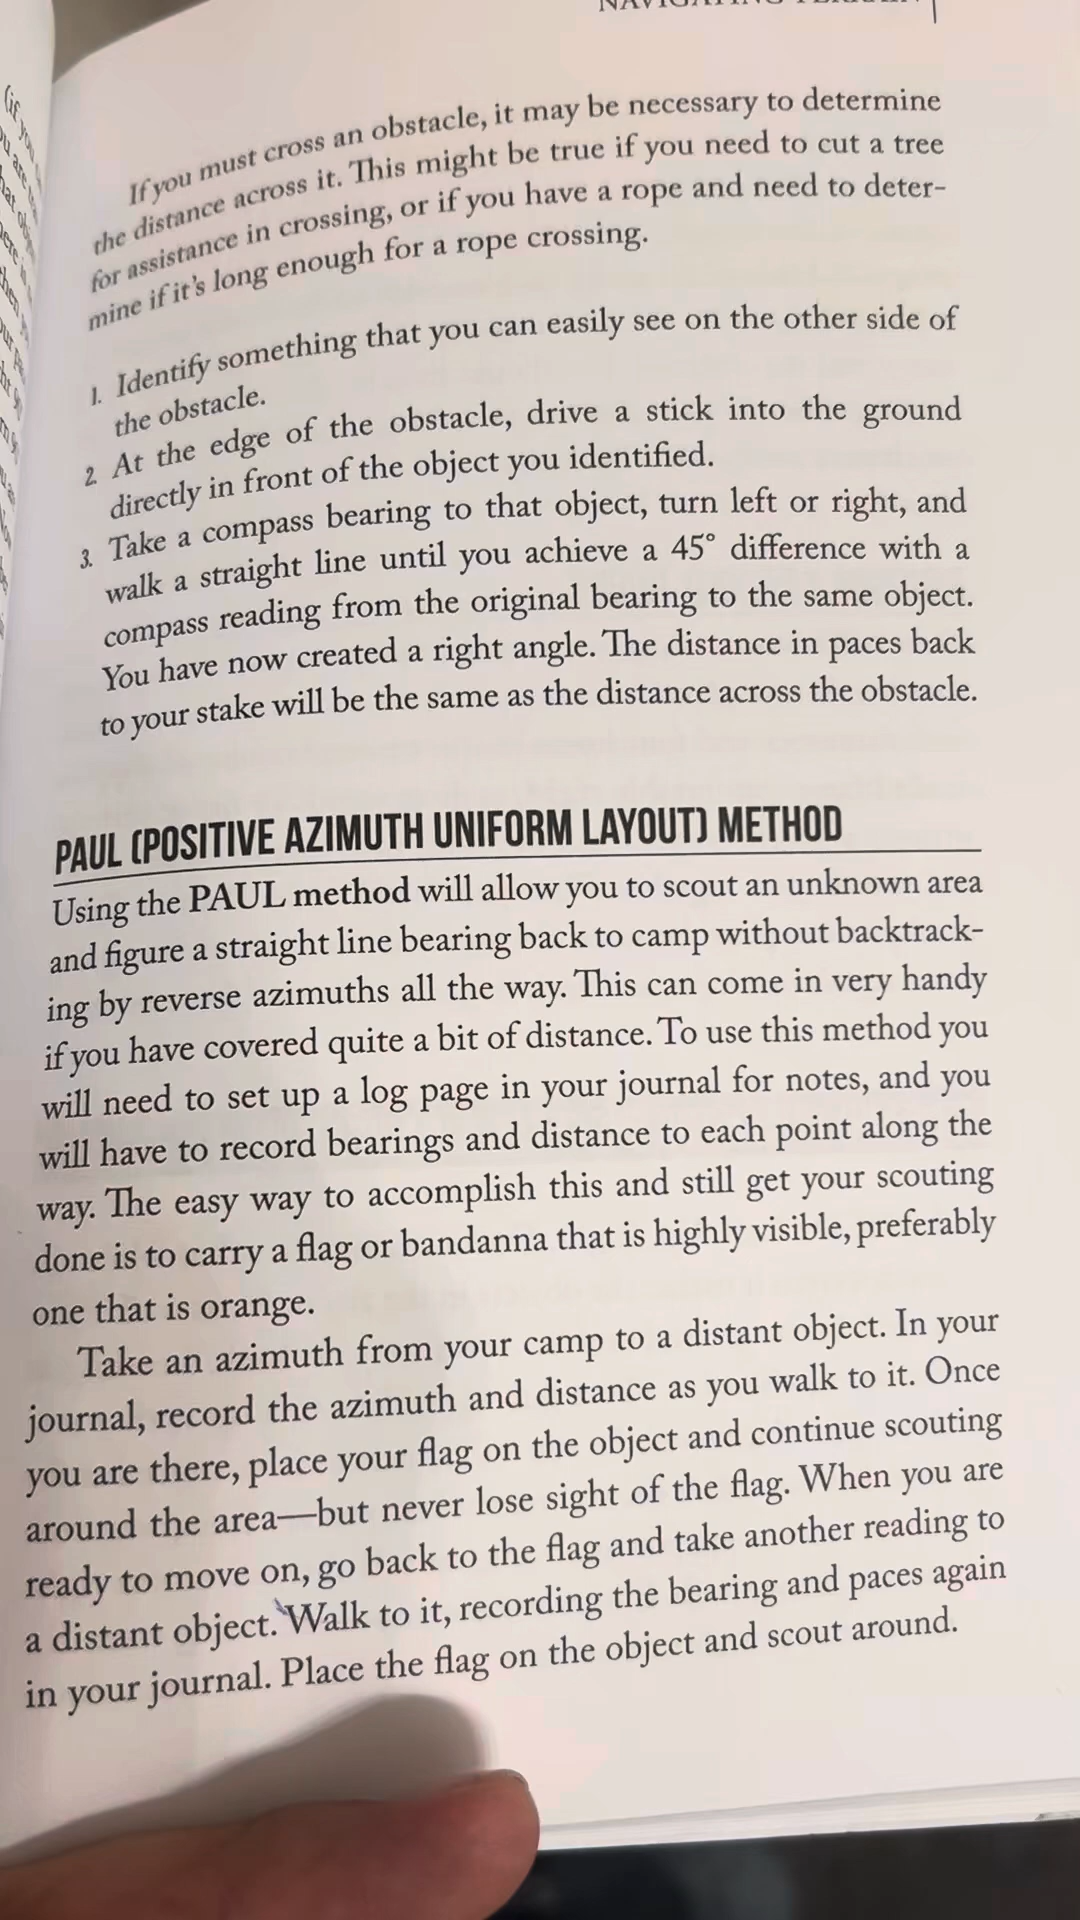 NAVIGATING TERRAIN
If you must cross an obstacle, it may be necessary to determine
the distance across it. This might be true if you need to cut a tree
for assistance in crossing, or if you have a rope and need to deter-
mine if it's long enough for a rope crossing.
1. Identify something that you can easily see on the other side of
the obstacle.
2. At the edge of the obstacle, drive a stick into the ground
directly in front of the object you identified.
3. Take a compass bearing to that object, turn left or right, and
walk a straight line until you achieve a 45° difference with a
compass reading from the original bearing to the same object.
You have now created a right angle. The distance in paces back
to your stake will be the same as the distance across the obstacle.
PAUL (POSITIVE AZIMUTH UNIFORM LAYOUT) METHOD
Using the PAUL method will allow you to scout an unknown area
and figure a straight line bearing back to camp without backtrack-
ing by reverse azimuths all the way. This can come in very handy
if you have covered quite a bit of distance. To use this method you
will need to set up a log page in your journal for notes, and you
will have to record bearings and distance to each point along the
way. The easy way to accomplish this and still get your scouting
done is to carry a flag or bandanna that is highly visible, preferably
one that is orange.
Take an azimuth from your camp to a distant object. In your
journal, record the azimuth and distance as you walk to it. Once
you are there, place your flag on the object and continue scouting
around the area—but never lose sight of the flag. When you are
ready to move on, go back to the flag and take another reading to
a distant object. Walk to it, recording the bearing and paces again
in your journal. Place the flag on the object and scout around.